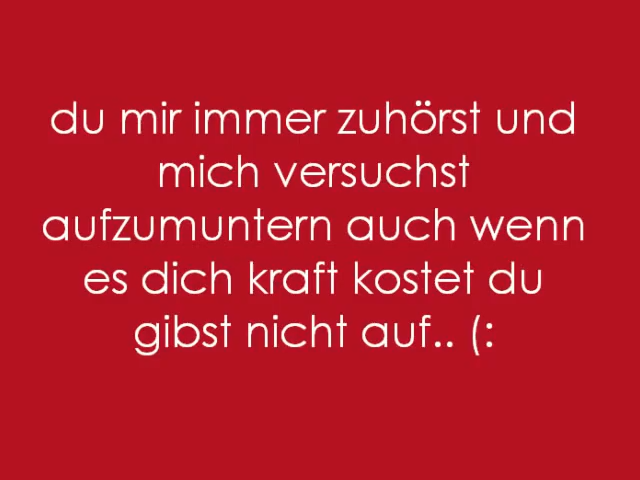 du mir immer zuhörst und
mich versuchst
aufzumuntern auch wenn
es dich kraft kostet du
gibst nicht auf.. (: